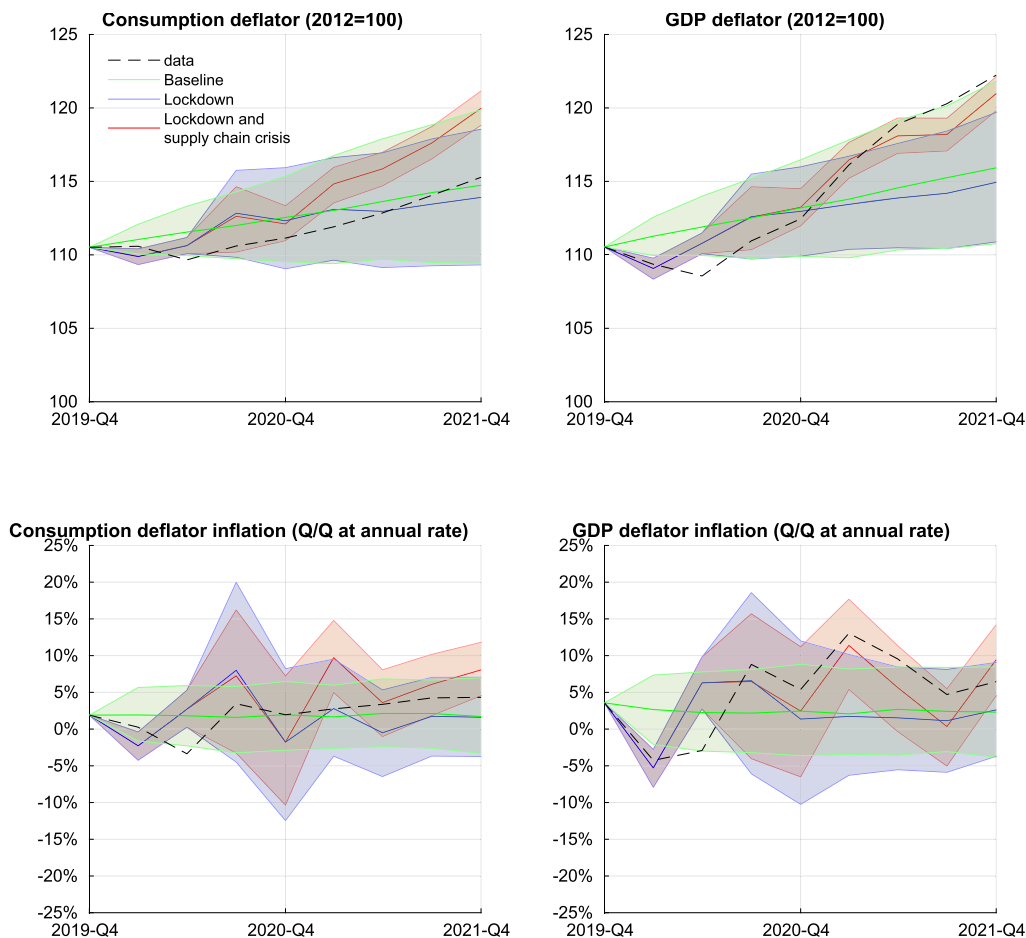 Consumption deflator (2012=100)
125
120
115
110
105
100
2019-Q4
2020-Q4
2021-Q4
data
Baseline
Lockdown
Lockdown and
supply chain crisis
GDP deflator (2012=100)
125
120
115
110
105
100
2019-Q4
2020-Q4
2021-Q4
Consumption deflator inflation (Q/Q at annual rate)
25%
20%
15%
10%
5%
0%
-5%
-10%
-15%
-20%
-25%
2019-Q4
2020-Q4
2021-Q4
GDP deflator inflation (Q/Q at annual rate)
25%
20%
15%
10%
5%
0%
-5%
-10%
-15%
-20%
-25%
2019-Q4
2020-Q4
2021-Q4